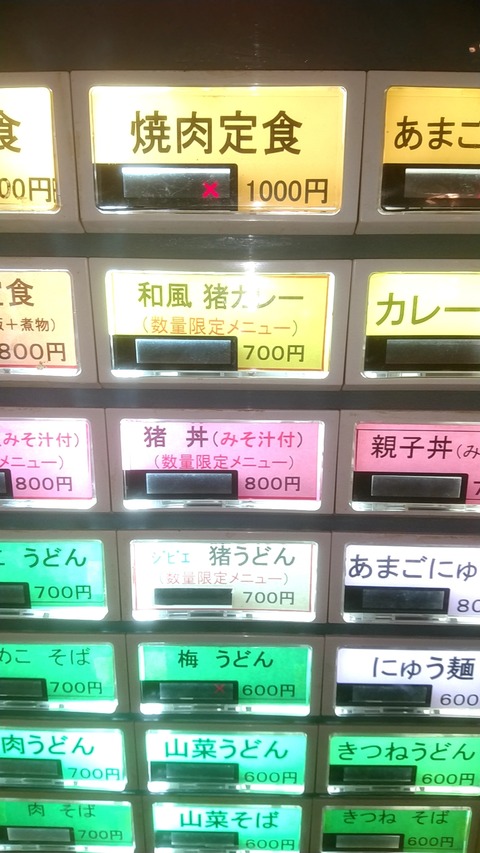 食
00円
焼肉定食
× 1000円
あまご
定食
飯+煮物)
800円
和風 猪カレー
(数量限定メニュー)
700円
カレー
(みそ汁付)
メニュー)
800円
猪 丼(みそ汁付)
(数量限定メニュー)
800円
親子丼(み
うどん
700円
ジビエ 猪うどん
(数量限定メニュー)
700円
あまごにゅ
80
めこ そば
700円
梅 うどん
× 600円
にゅう麺
600
肉うどん
700円
山菜うどん
600円
きつねうどん
600円
肉 そば
700円
山菜そば
600円
きつね そば
600円